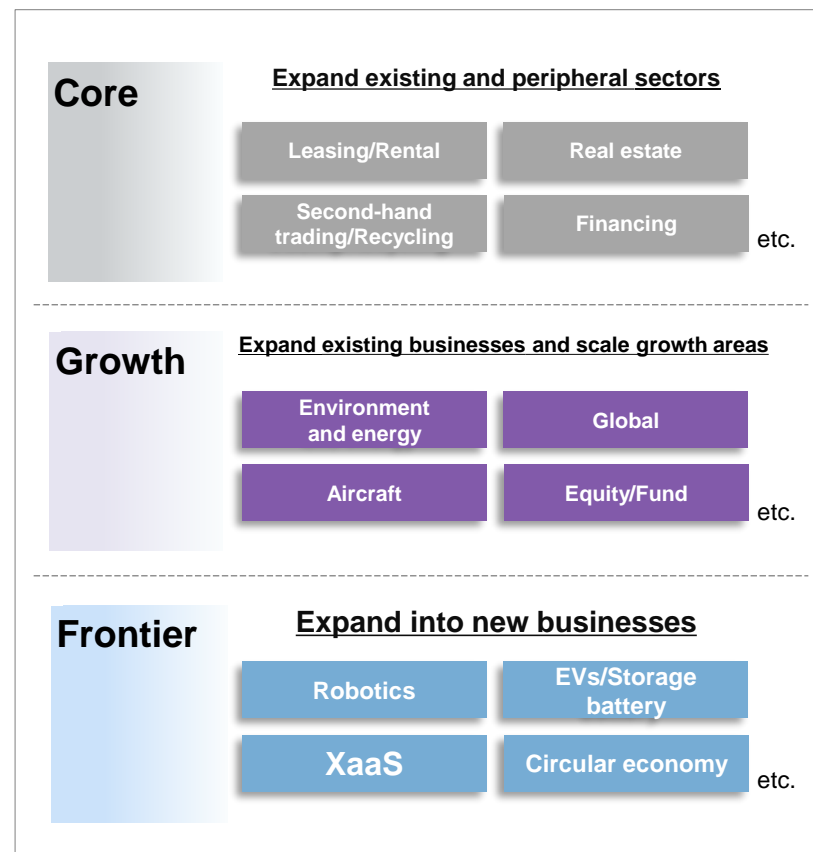 Core
Expand existing and peripheral sectors
Leasing/Rental
Real estate
Second-hand
trading/Recycling
Financing
etc.
Growth
Expand existing businesses and scale growth areas
Environment
and energy
Global
Aircraft
Equity/Fund
etc.
Frontier
Expand into new businesses
Robotics
EVs/Storage
battery
XaaS
Circular economy
etc.